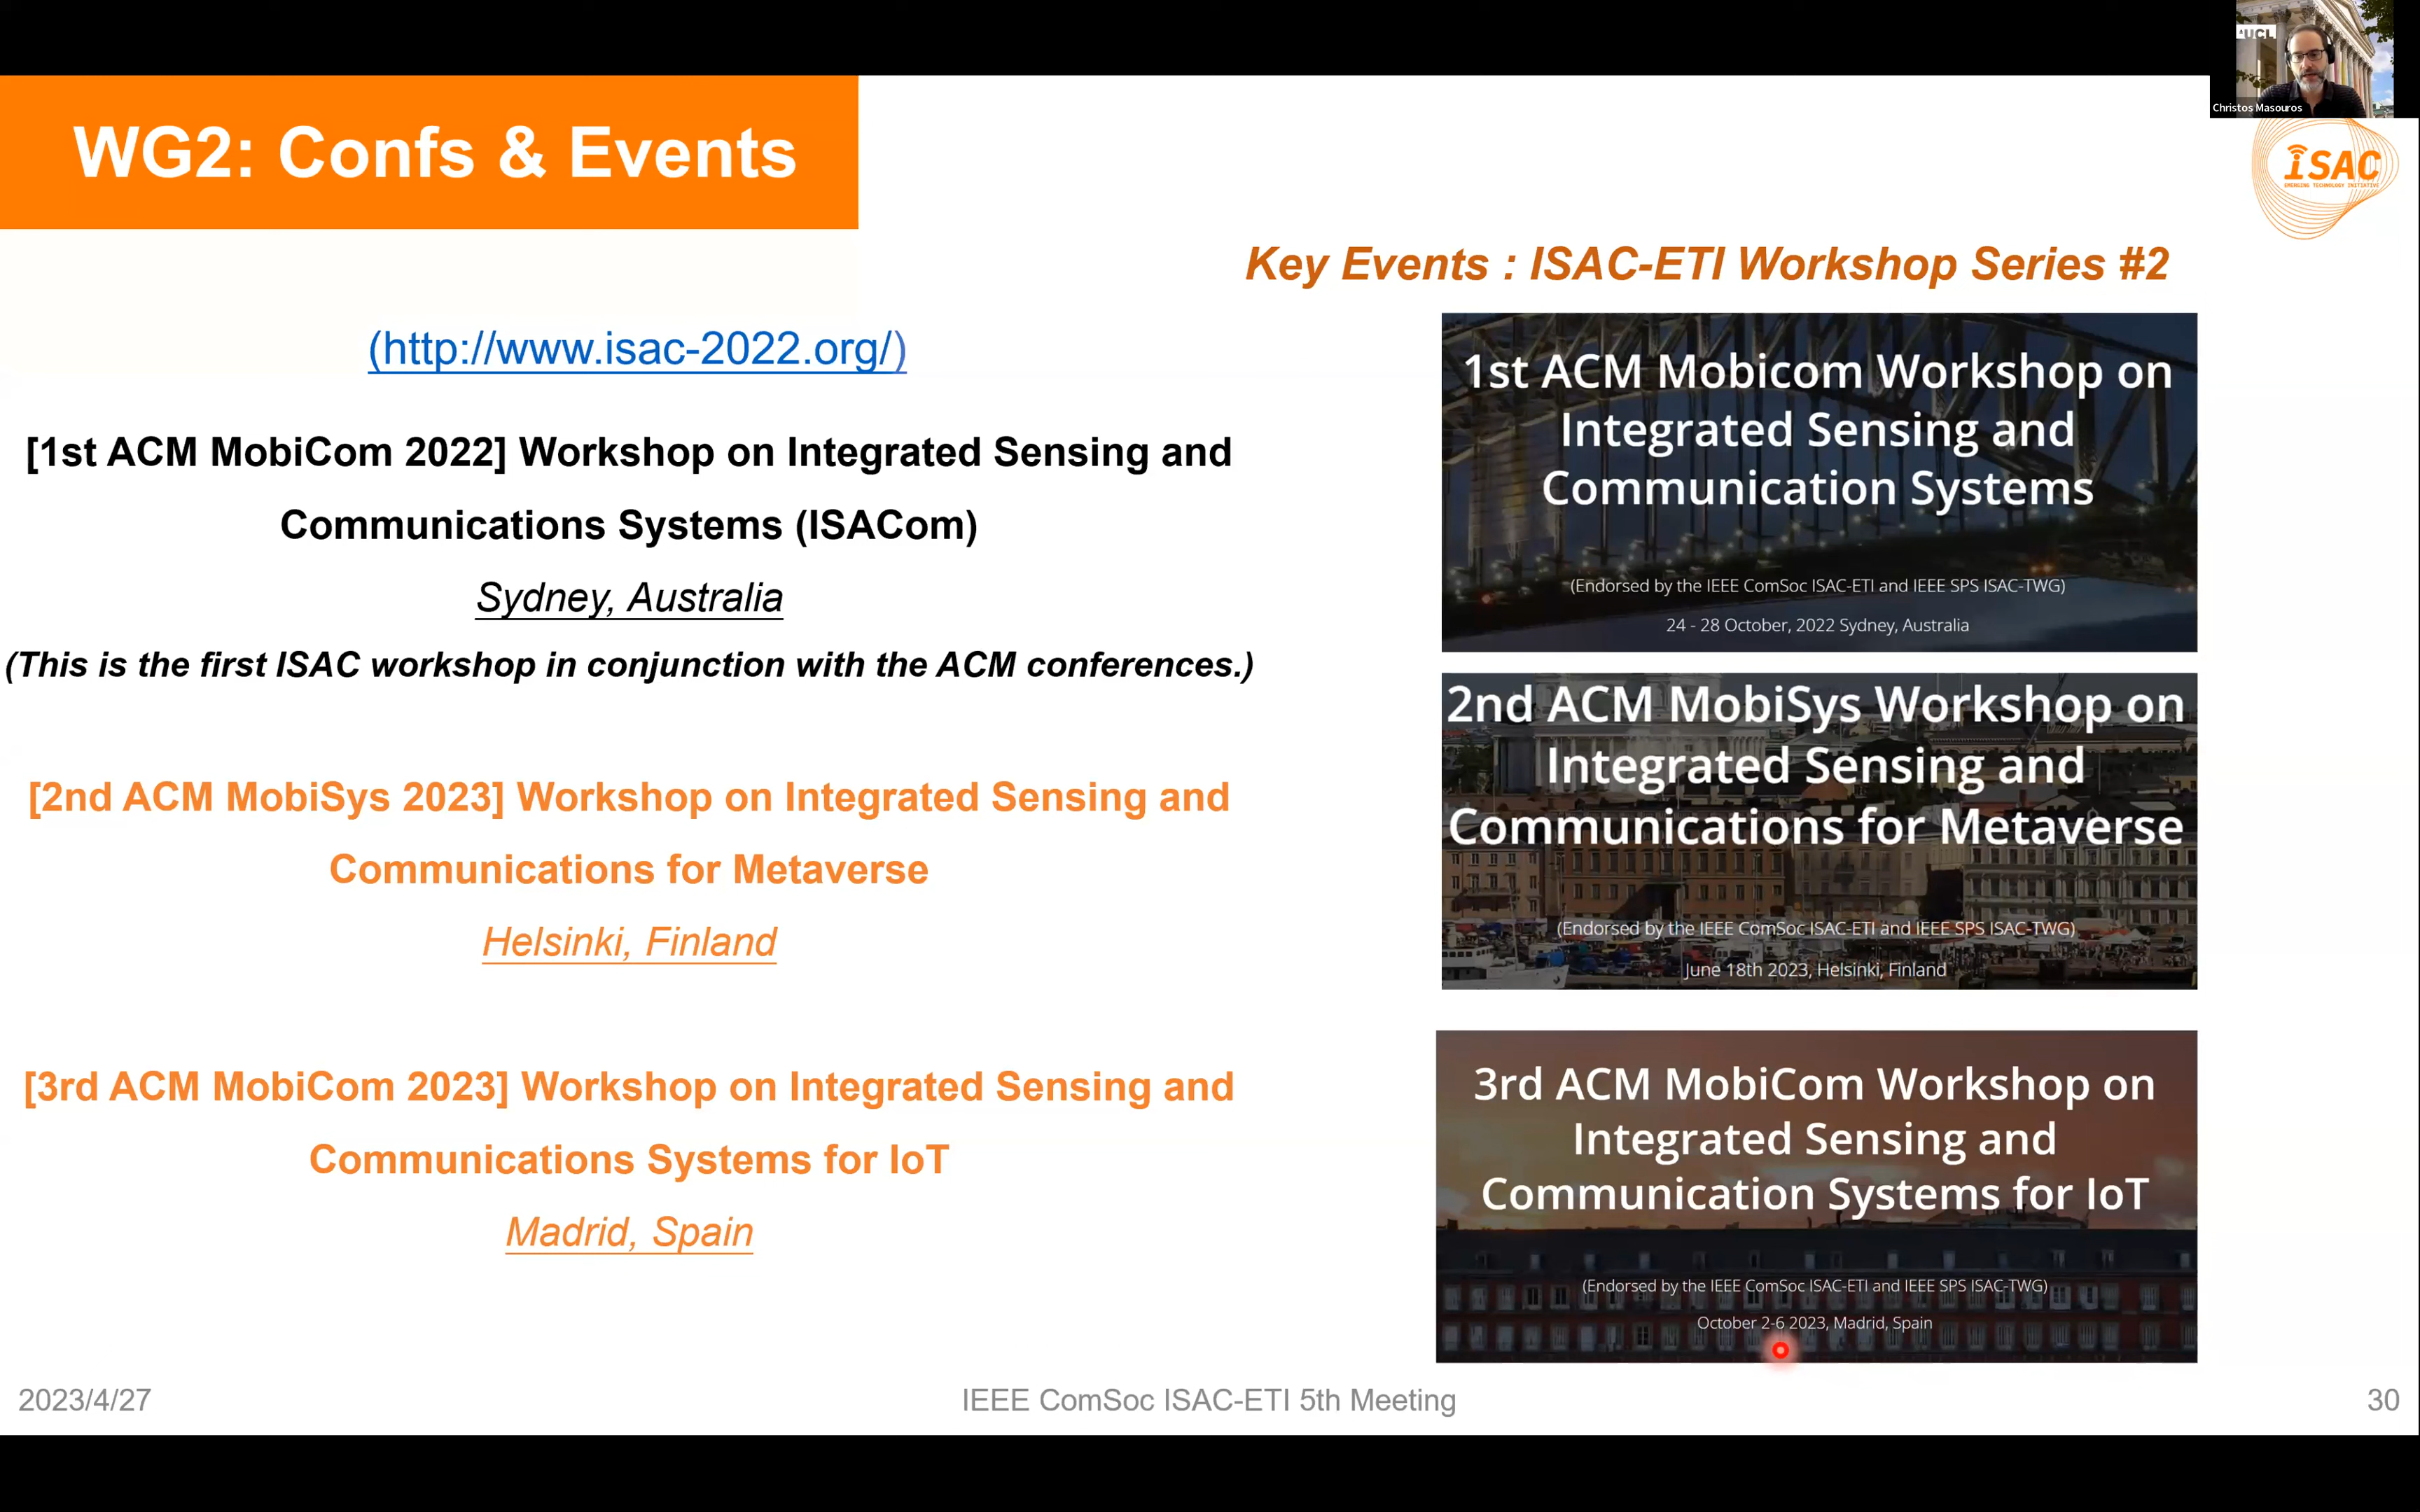 UCL
Christos Masouros
WG2: Confs & Events
iSAC
EMERGING TECHNOLOGY INITIATIVE
Key Events : ISAC-ETI Workshop Series #2
(http://www.isac-2022.org/)
[1st ACM MobiCom 2022] Workshop on Integrated Sensing and
Communications Systems (ISACom)
Sydney, Australia
(This is the first ISAC workshop in conjunction with the ACM conferences.)
[2nd ACM MobiSys 2023] Workshop on Integrated Sensing and
Communications for Metaverse
Helsinki, Finland
[3rd ACM MobiCom 2023] Workshop on Integrated Sensing and
Communications Systems for IoT
Madrid, Spain
1st ACM Mobicom Workshop on
Integrated Sensing and
Communication Systems
(Endorsed by the IEEE ComSoc ISAC-ETI and IEEE SPS ISAC-TWG)
24 - 28 October, 2022 Sydney, Australia
2nd ACM MobiSys Workshop on
Integrated Sensing and
Communications for Metaverse
(Endorsed by the IEEE ComSoc ISAC-ETI and IEEE SPS ISAC-TWG)
June 18th 2023, Helsinki, Finland
3rd ACM MobiCom Workshop on
Integrated Sensing and
Communication Systems for IoT
(Endorsed by the IEEE ComSoc ISAC-ETI and IEEE SPS ISAC-TWG)
October 2-6 2023, Madrid, Spain
2023/4/27
IEEE ComSoc ISAC-ETI 5th Meeting
30